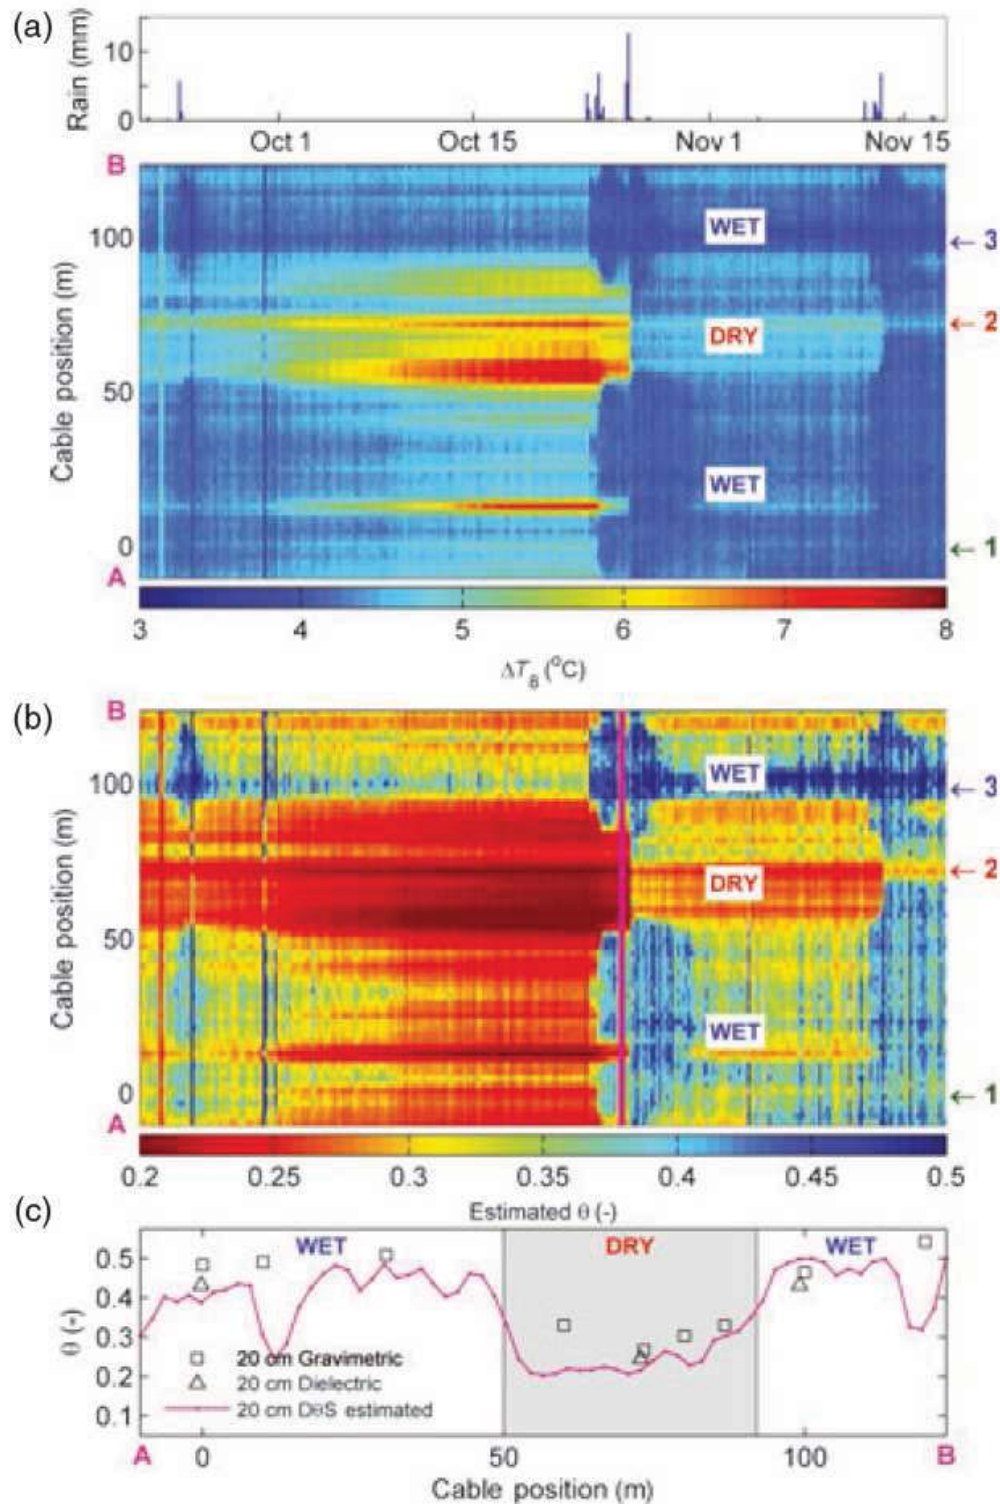 (a)
Rain (mm)
10
0
Oct 1 Oct 15 Nov 1 Nov 15
B
Cable position (m)
100
50
0
A
WET
DRY
WET
← 3
← 2
← 1
3 4 5 6 7 8
ΔT8 (°C)
(b)
B
Cable position (m)
100
50
0
A
WET
DRY
WET
← 3
← 2
← 1
0.2 0.25 0.3 0.35 0.4 0.45 0.5
Estimated θ (-)
(c)
θ (-)
0.5
0.4
0.3
0.2
0.1
WET DRY WET
20 cm Gravimetric
20 cm Dielectric
20 cm DθS estimated
A 0 50 100 B
Cable position (m)